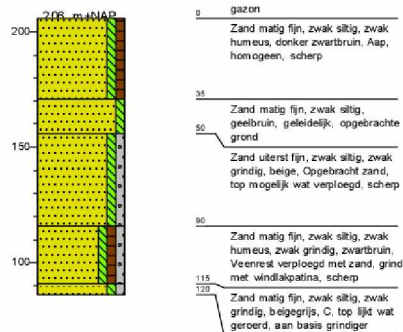 2.06 m+NAP
200
150
100
0
gazon
Zand matig fijn, zwak siltig, zwak
humeus, donker zwartbruin, Aap,
homogeen, scherp
35
Zand matig fijn, zwak siltig,
geelbruin, geleidelijk, opgebrachte
grond
50
Zand uiterst fijn, zwak siltig, zwak
grindig, beige, Opgebracht zand,
top mogelijk wat verploegd, scherp
90
Zand matig fijn, zwak siltig, zwak
humeus, zwak grindig, zwartbruin,
Veenrest verploegd met zand, grind
met windlakpatina, scherp
115
120
Zand matig fijn, zwak siltig, zwak
grindig, beigegrijs, C, top lijkt wat
geroerd, aan basis grindiger